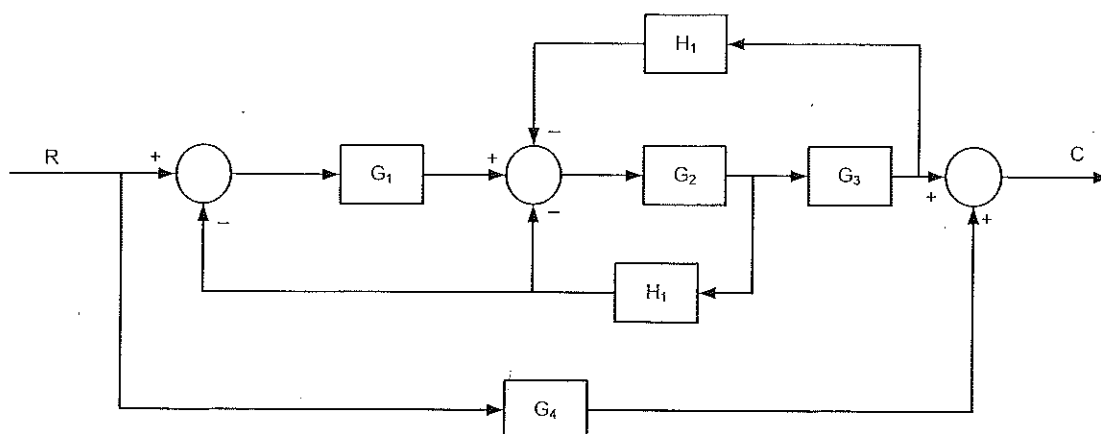 H₁
R
+
−
G₁
+
−
−
G₂
G₃
+
+
C
H₁
G₄